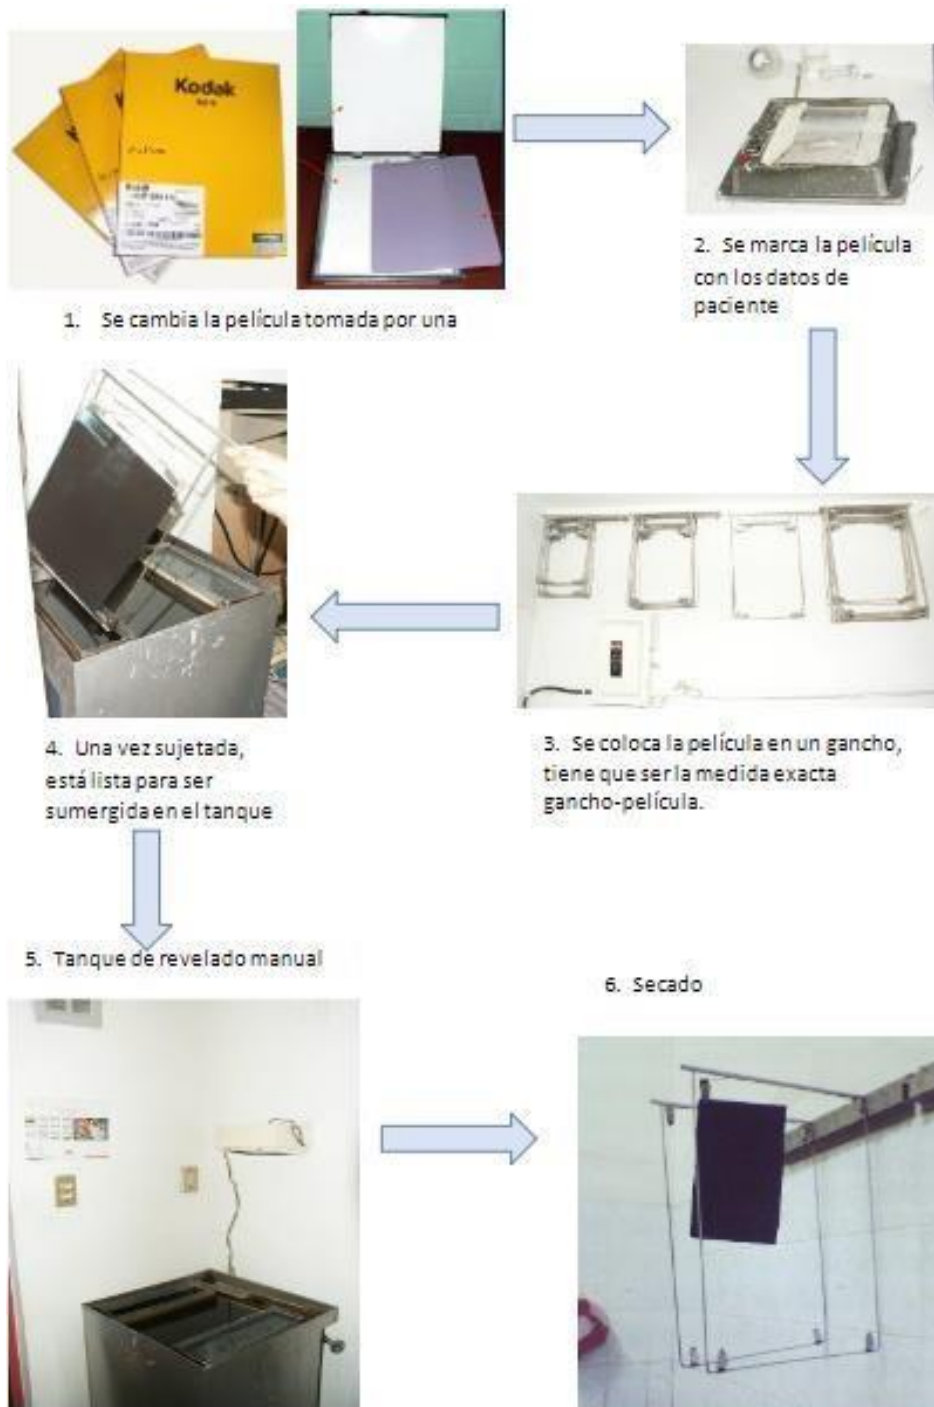 Kodak
1. Se cambia la película tomada por una
2. Se marca la película
con los datos de
paciente
3. Se coloca la película en un gancho,
tiene que ser la medida exacta
gancho-película.
4. Una vez sujetada,
está lista para ser
sumergida en el tanque
5. Tanque de revelado manual
6. Secado